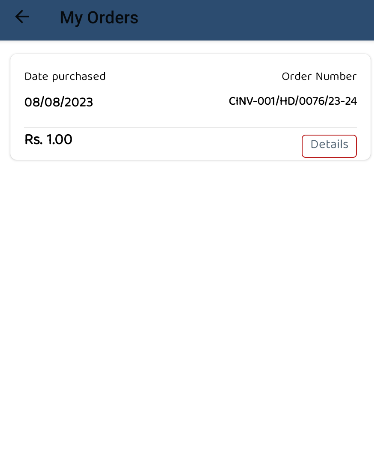 My Orders
Date purchased
Order Number
08/08/2023
CINV-001/HD/0076/23-24
Rs. 1.00
Details